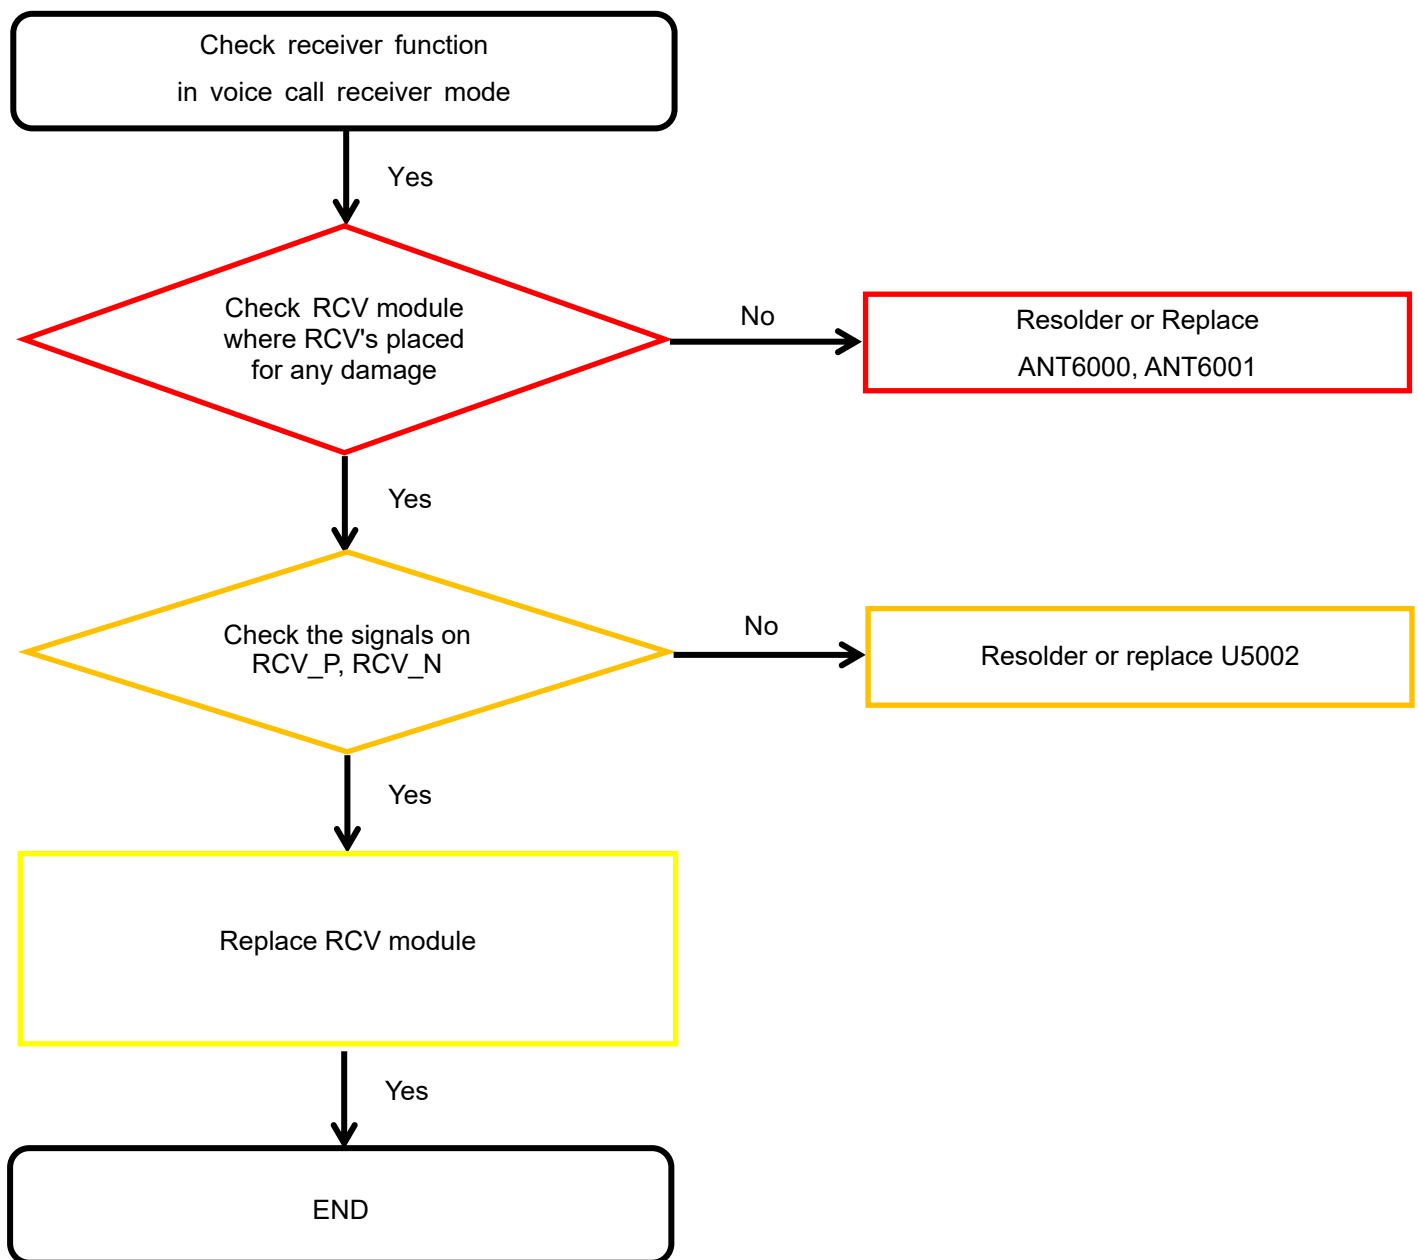 Check receiver function
in voice call receiver mode
Yes
Check RCV module
where RCV's placed
for any damage
No
Resolder or Replace
ANT6000, ANT6001
Yes
Check the signals on
RCV_P, RCV_N
No
Resolder or replace U5002
Yes
Replace RCV module
Yes
END